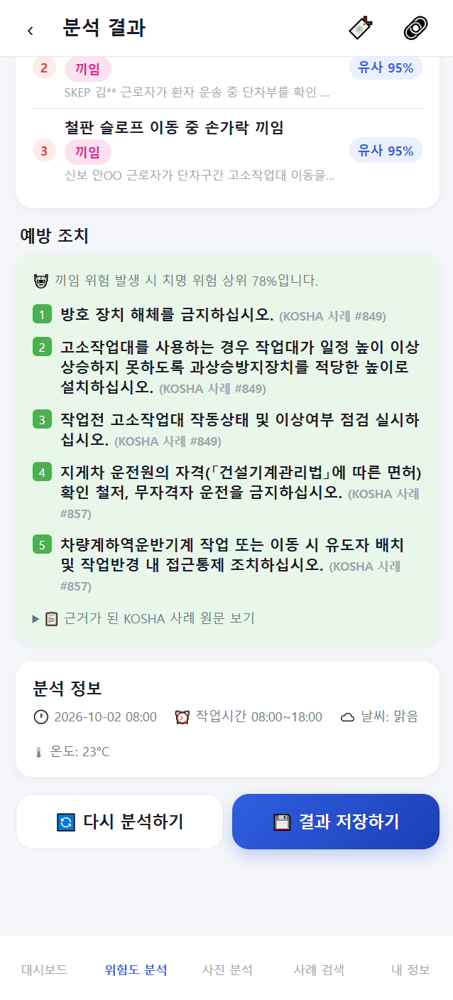 ‹ 분석 결과
2 끼임 유사 95%
SKEP 김** 근로자가 환자 운송 중 단차부를 확인 ...
철판 슬로프 이동 중 손가락 끼임
3 끼임 유사 95%
신보 안OO 근로자가 단차구간 고소작업대 이동을...
예방 조치
끼임 위험 발생 시 치명 위험 상위 78%입니다.
1 방호 장치 해체를 금지하십시오. (KOSHA 사례 #849)
2 고소작업대를 사용하는 경우 작업대가 일정 높이 이상
상승하지 못하도록 과상승방지장치를 적당한 높이로
설치하십시오. (KOSHA 사례 #849)
3 작업전 고소작업대 작동상태 및 이상여부 점검 실시하
십시오. (KOSHA 사례 #849)
4 지게차 운전원의 자격(「건설기계관리법」에 따른 면허)
확인 철저, 무자격자 운전을 금지하십시오. (KOSHA 사례
#857)
5 차량계하역운반기계 작업 또는 이동 시 유도자 배치
및 작업반경 내 접근통제 조치하십시오. (KOSHA 사례
#857)
▶ 📋 근거가 된 KOSHA 사례 원문 보기
분석 정보
2026-10-02 08:00 작업시간 08:00~18:00 날씨: 맑음
온도: 23°C
다시 분석하기 결과 저장하기
대시보드 위험도 분석 사진 분석 사례 검색 내 정보